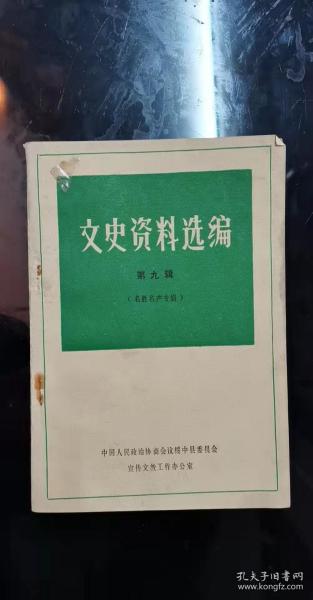 文史资料选编
第九辑
（名胜名产专辑）
中国人民政治协商会议绥中县委员会
宣传文教工作办公室
孔夫子旧书网
www.kongfz.com